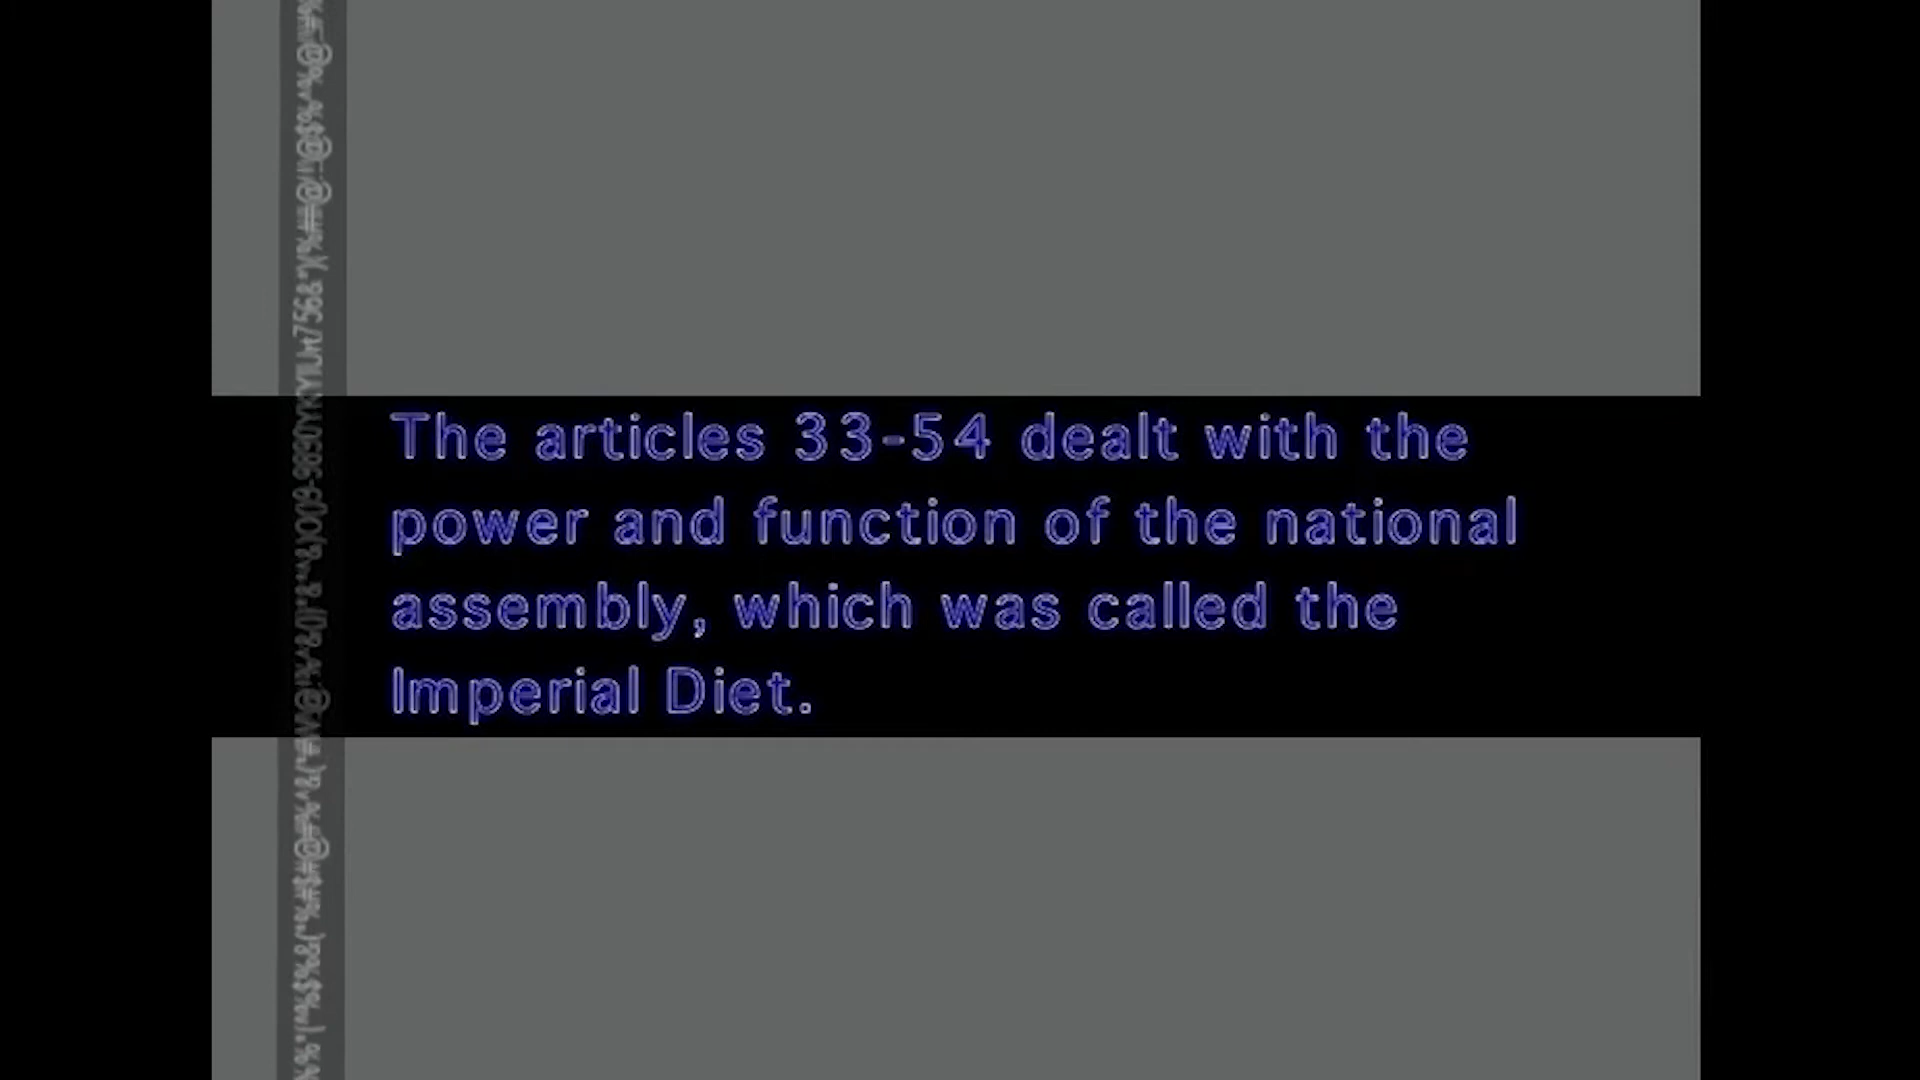 The articles 33-54 dealt with the
power and function of the national
assembly, which was called the
Imperial Diet.